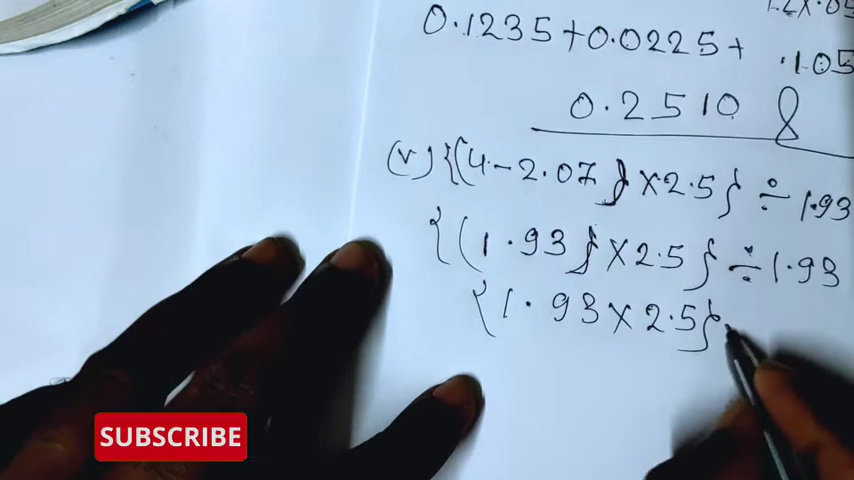 0.1235+0.0225+
.105
0.2510
(v) {(4-2.07)×2.5} ÷ 1.93
{(1.93)×2.5} ÷ 1.93
{1.93×2.5}
SUBSCRIBE